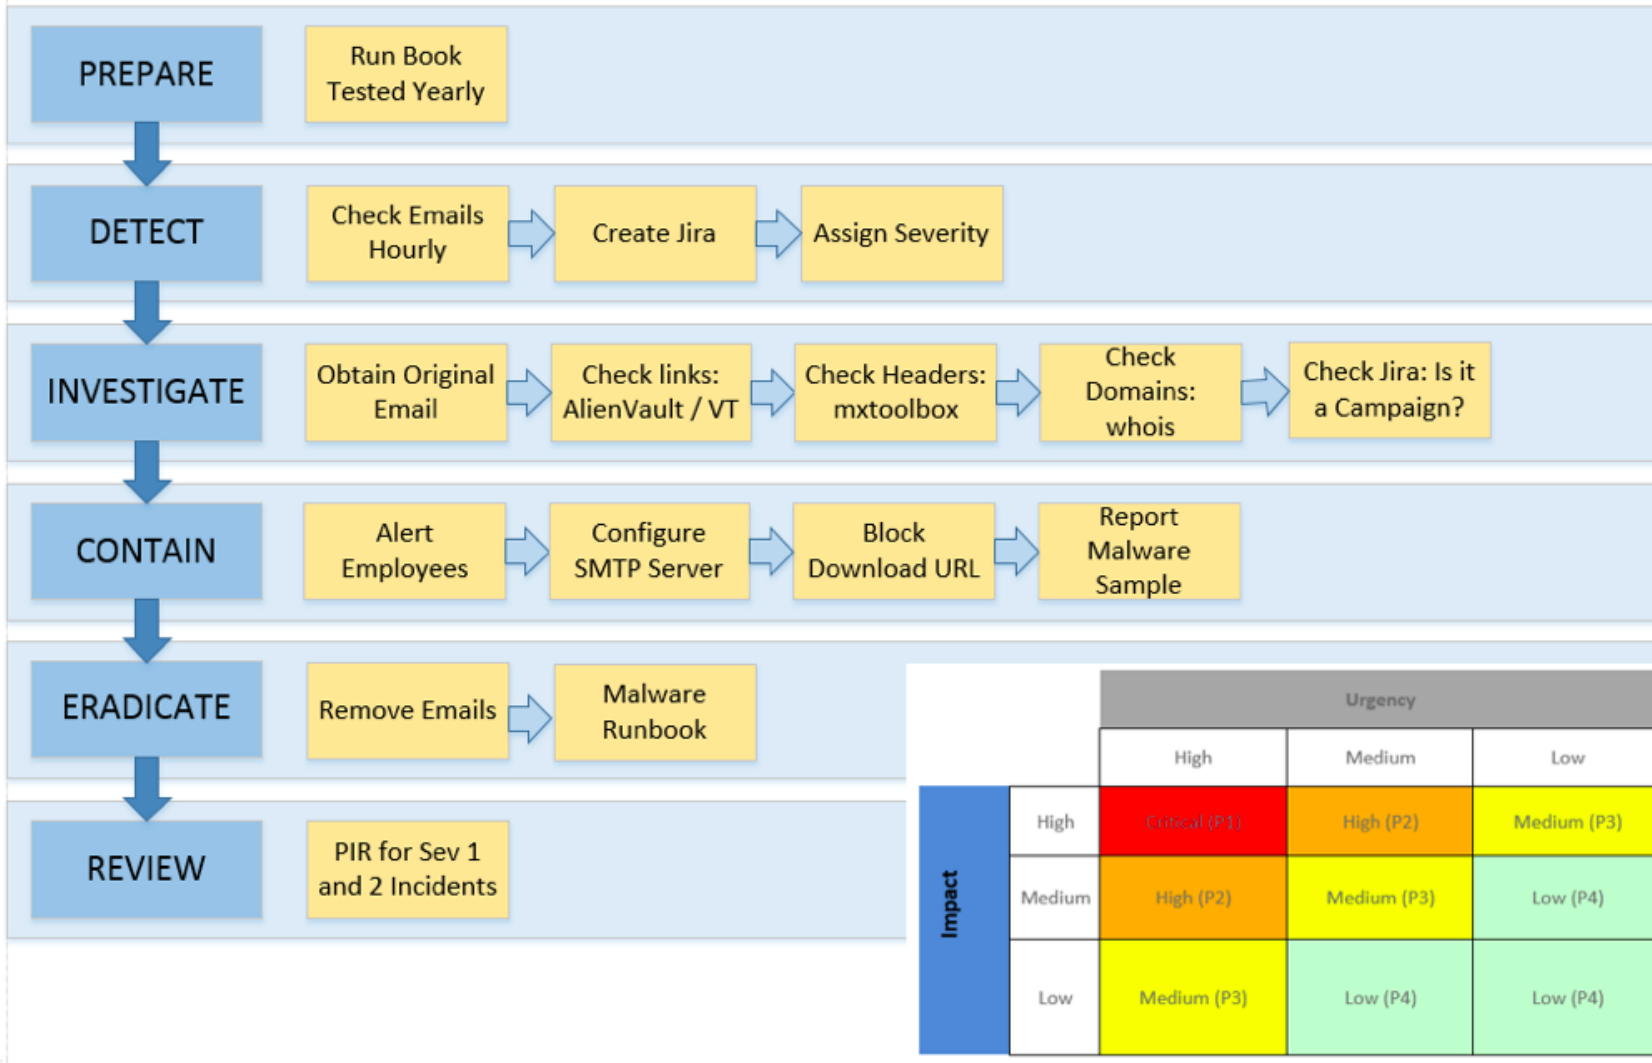 PREPARE
Run Book
Tested Yearly
DETECT
Check Emails
Hourly
Create Jira
Assign Severity
INVESTIGATE
Obtain Original
Email
Check links:
AlienVault / VT
Check Headers:
mxtoolbox
Check
Domains:
whois
Check Jira: Is it
a Campaign?
CONTAIN
Alert
Employees
Configure
SMTP Server
Block
Download URL
Report
Malware
Sample
ERADICATE
Remove Emails
Malware
Runbook
REVIEW
PIR for Sev 1
and 2 Incidents
Urgency
High
Medium
Low
Impact
High
Critical (P1)
High (P2)
Medium (P3)
Medium
High (P2)
Medium (P3)
Low (P4)
Low
Medium (P3)
Low (P4)
Low (P4)